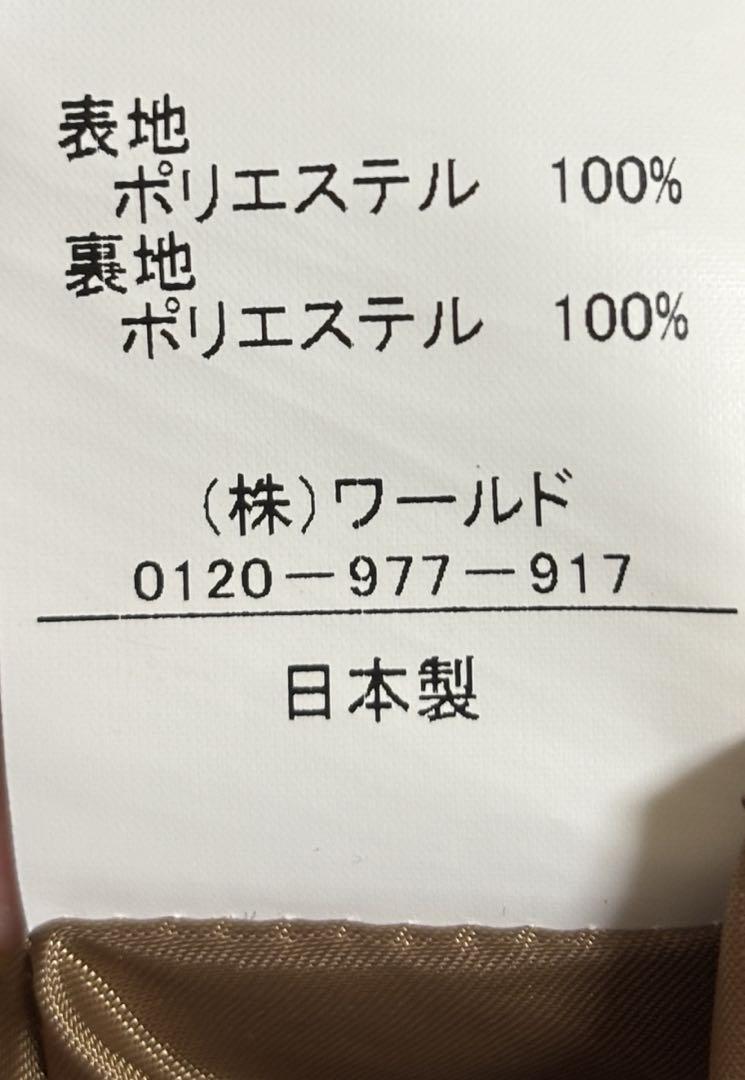 表地
ポリエステル 100%
裏地
ポリエステル 100%
(株)ワールド
0120-977-917
日本製